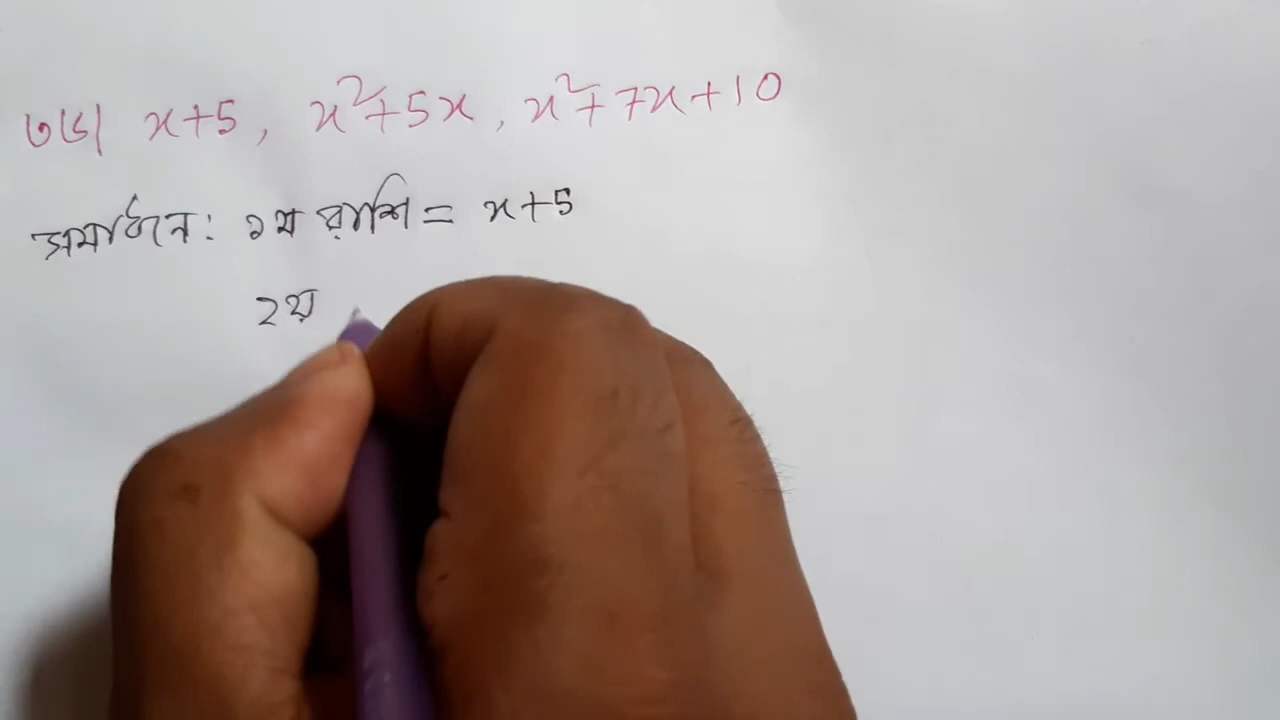 ৩৬। x+5, x²+5x, x²+7x+10
সমাধান: ১ম রাশি = x+5
২য়